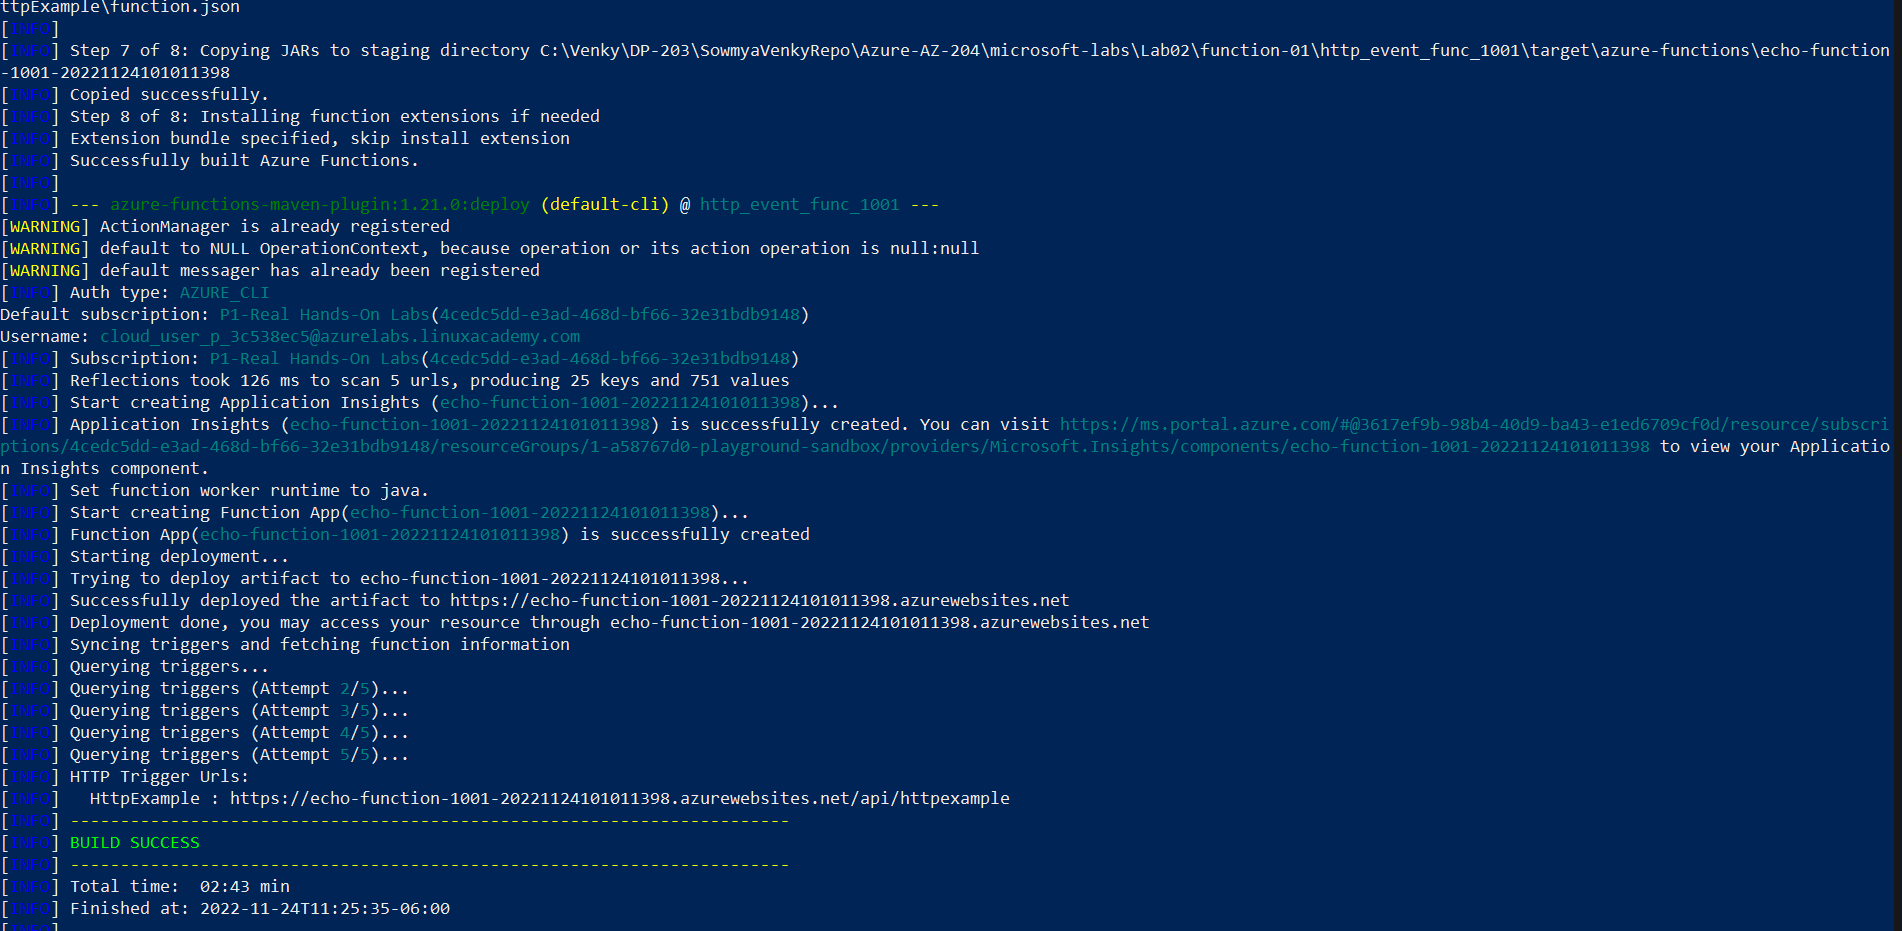 ttpExample\function.json
[INFO]
[INFO] Step 7 of 8: Copying JARs to staging directory C:\Venky\DP-203\SowmyaVenkyRepo\Azure-AZ-204\microsoft-labs\Lab02\function-01\http_event_func_1001\target\azure-functions\echo-function
-1001-20221124101011398
[INFO] Copied successfully.
[INFO] Step 8 of 8: Installing function extensions if needed
[INFO] Extension bundle specified, skip install extension
[INFO] Successfully built Azure Functions.
[INFO]
[INFO] --- azure-functions-maven-plugin:1.21.0:deploy (default-cli) @ http_event_func_1001 ---
[WARNING] ActionManager is already registered
[WARNING] default to NULL OperationContext, because operation or its action operation is null:null
[WARNING] default messager has already been registered
[INFO] Auth type: AZURE_CLI
Default subscription: P1-Real Hands-On Labs(4cedc5dd-e3ad-468d-bf66-32e31bdb9148)
Username: cloud_user_p_3c538ec5@azurelabs.linuxacademy.com
[INFO] Subscription: P1-Real Hands-On Labs(4cedc5dd-e3ad-468d-bf66-32e31bdb9148)
[INFO] Reflections took 126 ms to scan 5 urls, producing 25 keys and 751 values
[INFO] Start creating Application Insights (echo-function-1001-20221124101011398)...
[INFO] Application Insights (echo-function-1001-20221124101011398) is successfully created. You can visit https://ms.portal.azure.com/#@3617ef9b-98b4-40d9-ba43-e1ed6709cf0d/resource/subscri
ptions/4cedc5dd-e3ad-468d-bf66-32e31bdb9148/resourceGroups/1-a58767d0-playground-sandbox/providers/Microsoft.Insights/components/echo-function-1001-20221124101011398 to view your Applicatio
n Insights component.
[INFO] Set function worker runtime to java.
[INFO] Start creating Function App(echo-function-1001-20221124101011398)...
[INFO] Function App(echo-function-1001-20221124101011398) is successfully created
[INFO] Starting deployment...
[INFO] Trying to deploy artifact to echo-function-1001-20221124101011398...
[INFO] Successfully deployed the artifact to https://echo-function-1001-20221124101011398.azurewebsites.net
[INFO] Deployment done, you may access your resource through echo-function-1001-20221124101011398.azurewebsites.net
[INFO] Syncing triggers and fetching function information
[INFO] Querying triggers...
[INFO] Querying triggers (Attempt 2/5)...
[INFO] Querying triggers (Attempt 3/5)...
[INFO] Querying triggers (Attempt 4/5)...
[INFO] Querying triggers (Attempt 5/5)...
[INFO] HTTP Trigger Urls:
[INFO]   HttpExample : https://echo-function-1001-20221124101011398.azurewebsites.net/api/httpexample
[INFO] ------------------------------------------------------------------------
[INFO] BUILD SUCCESS
[INFO] ------------------------------------------------------------------------
[INFO] Total time:  02:43 min
[INFO] Finished at: 2022-11-24T11:25:35-06:00